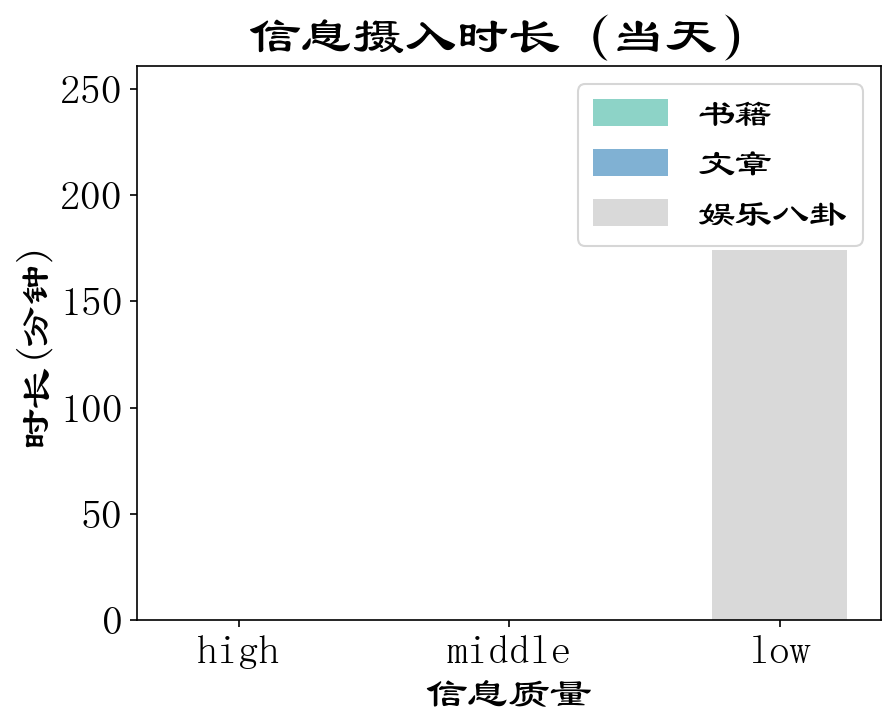 信息摄入时长 (当天)
250
200
150
100
50
0
时长(分钟)
书籍
文章
娱乐八卦
high
middle
low
信息质量